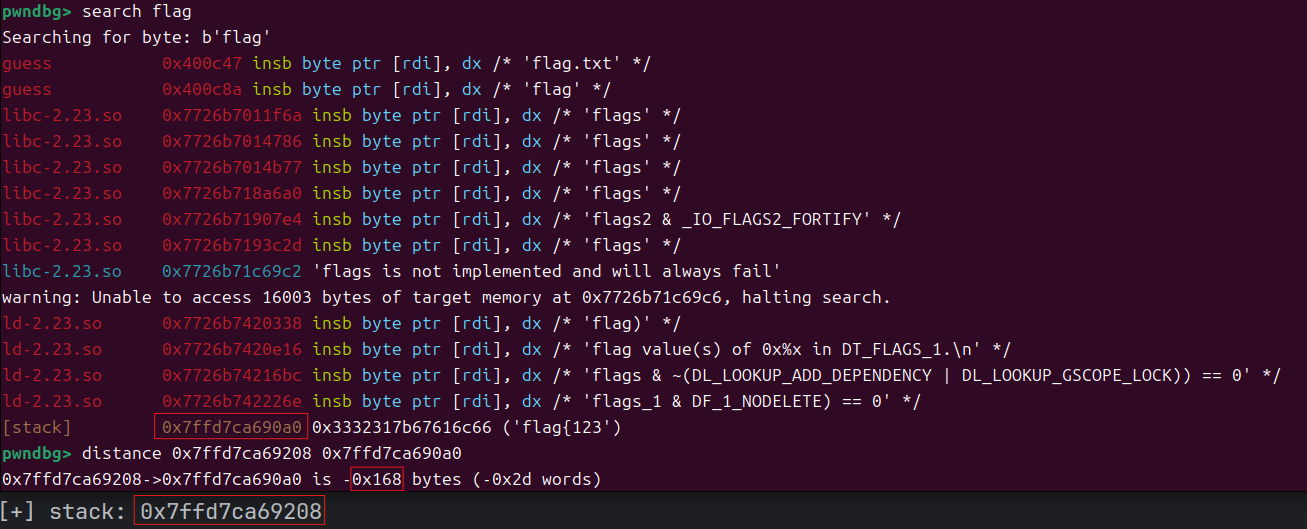 pwndbg> search flag
Searching for byte: b'flag'
guess 0x400c47 insb byte ptr [rdi], dx /* 'flag.txt' */
guess 0x400c8a insb byte ptr [rdi], dx /* 'flag' */
libc-2.23.so 0x7726b7011f6a insb byte ptr [rdi], dx /* 'flags' */
libc-2.23.so 0x7726b7014786 insb byte ptr [rdi], dx /* 'flags' */
libc-2.23.so 0x7726b7014b77 insb byte ptr [rdi], dx /* 'flags' */
libc-2.23.so 0x7726b718a6a0 insb byte ptr [rdi], dx /* 'flags' */
libc-2.23.so 0x7726b71907e4 insb byte ptr [rdi], dx /* 'flags2 & _IO_FLAGS2_FORTIFY' */
libc-2.23.so 0x7726b7193c2d insb byte ptr [rdi], dx /* 'flags' */
libc-2.23.so 0x7726b71c69c2 'flags is not implemented and will always fail'
warning: Unable to access 16003 bytes of target memory at 0x7726b71c69c6, halting search.
ld-2.23.so 0x7726b7420338 insb byte ptr [rdi], dx /* 'flag)' */
ld-2.23.so 0x7726b7420e16 insb byte ptr [rdi], dx /* 'flag value(s) of 0x%x in DT_FLAGS_1.\n' */
ld-2.23.so 0x7726b74216bc insb byte ptr [rdi], dx /* 'flags & ~(DL_LOOKUP_ADD_DEPENDENCY | DL_LOOKUP_GSCOPE_LOCK)) == 0' */
ld-2.23.so 0x7726b742226e insb byte ptr [rdi], dx /* 'flags_1 & DF_1_NODELETE) == 0' */
[stack] 0x7ffd7ca690a0 0x3332317b67616c66 ('flag{123')
pwndbg> distance 0x7ffd7ca69208 0x7ffd7ca690a0
0x7ffd7ca69208->0x7ffd7ca690a0 is -0x168 bytes (-0x2d words)
[+] stack: 0x7ffd7ca69208